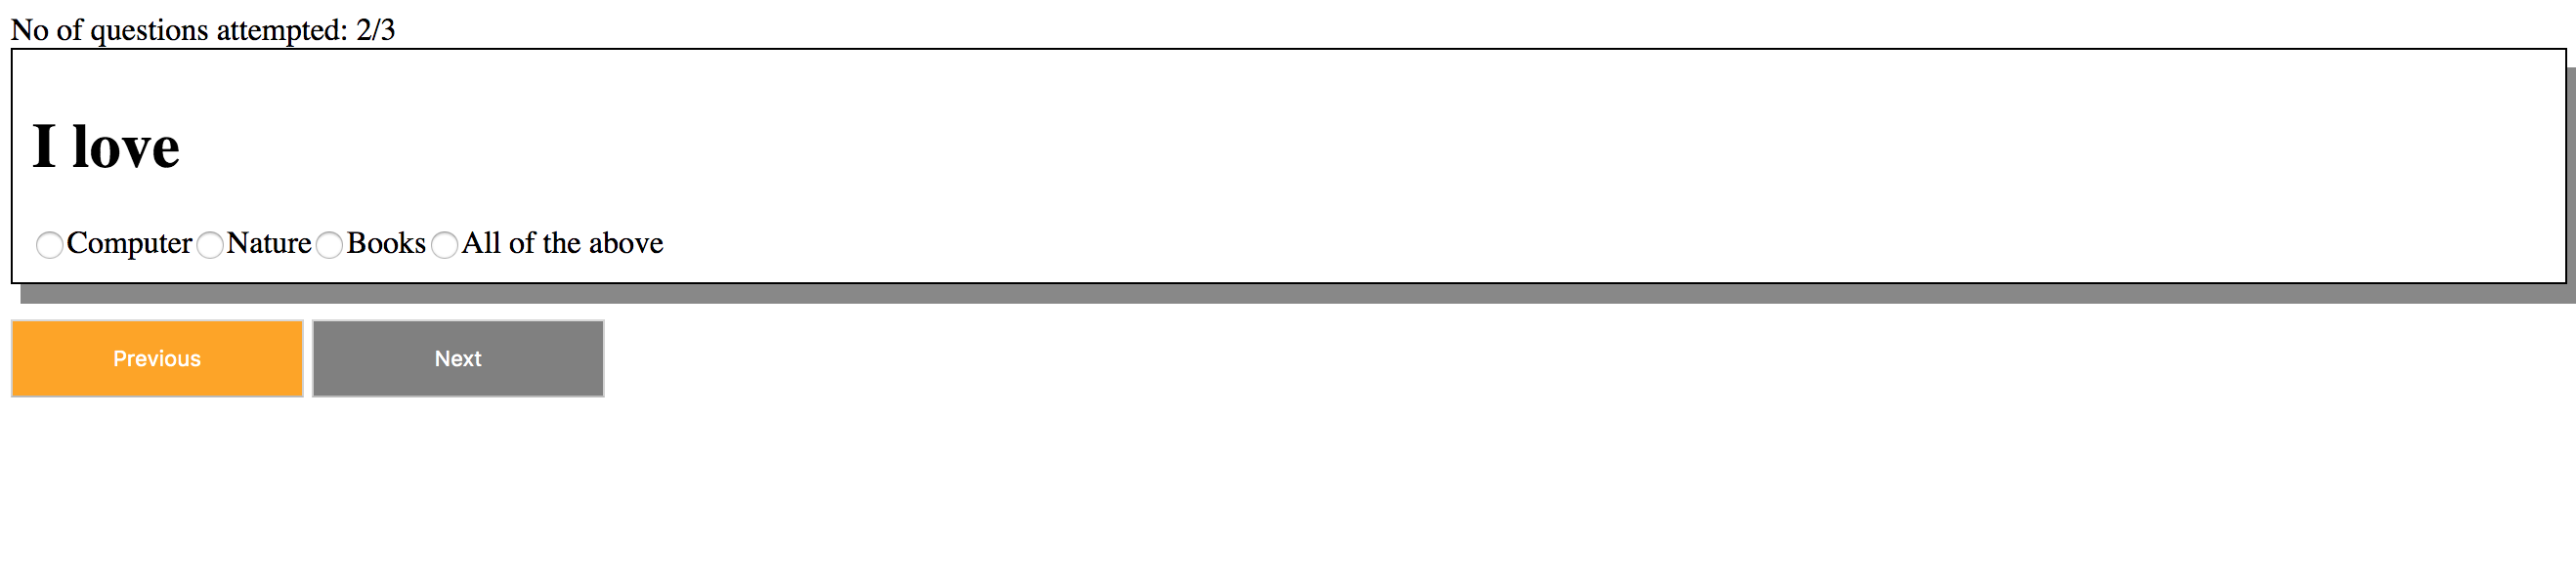 No of questions attempted: 2/3
I love
Computer Nature Books All of the above
Previous Next